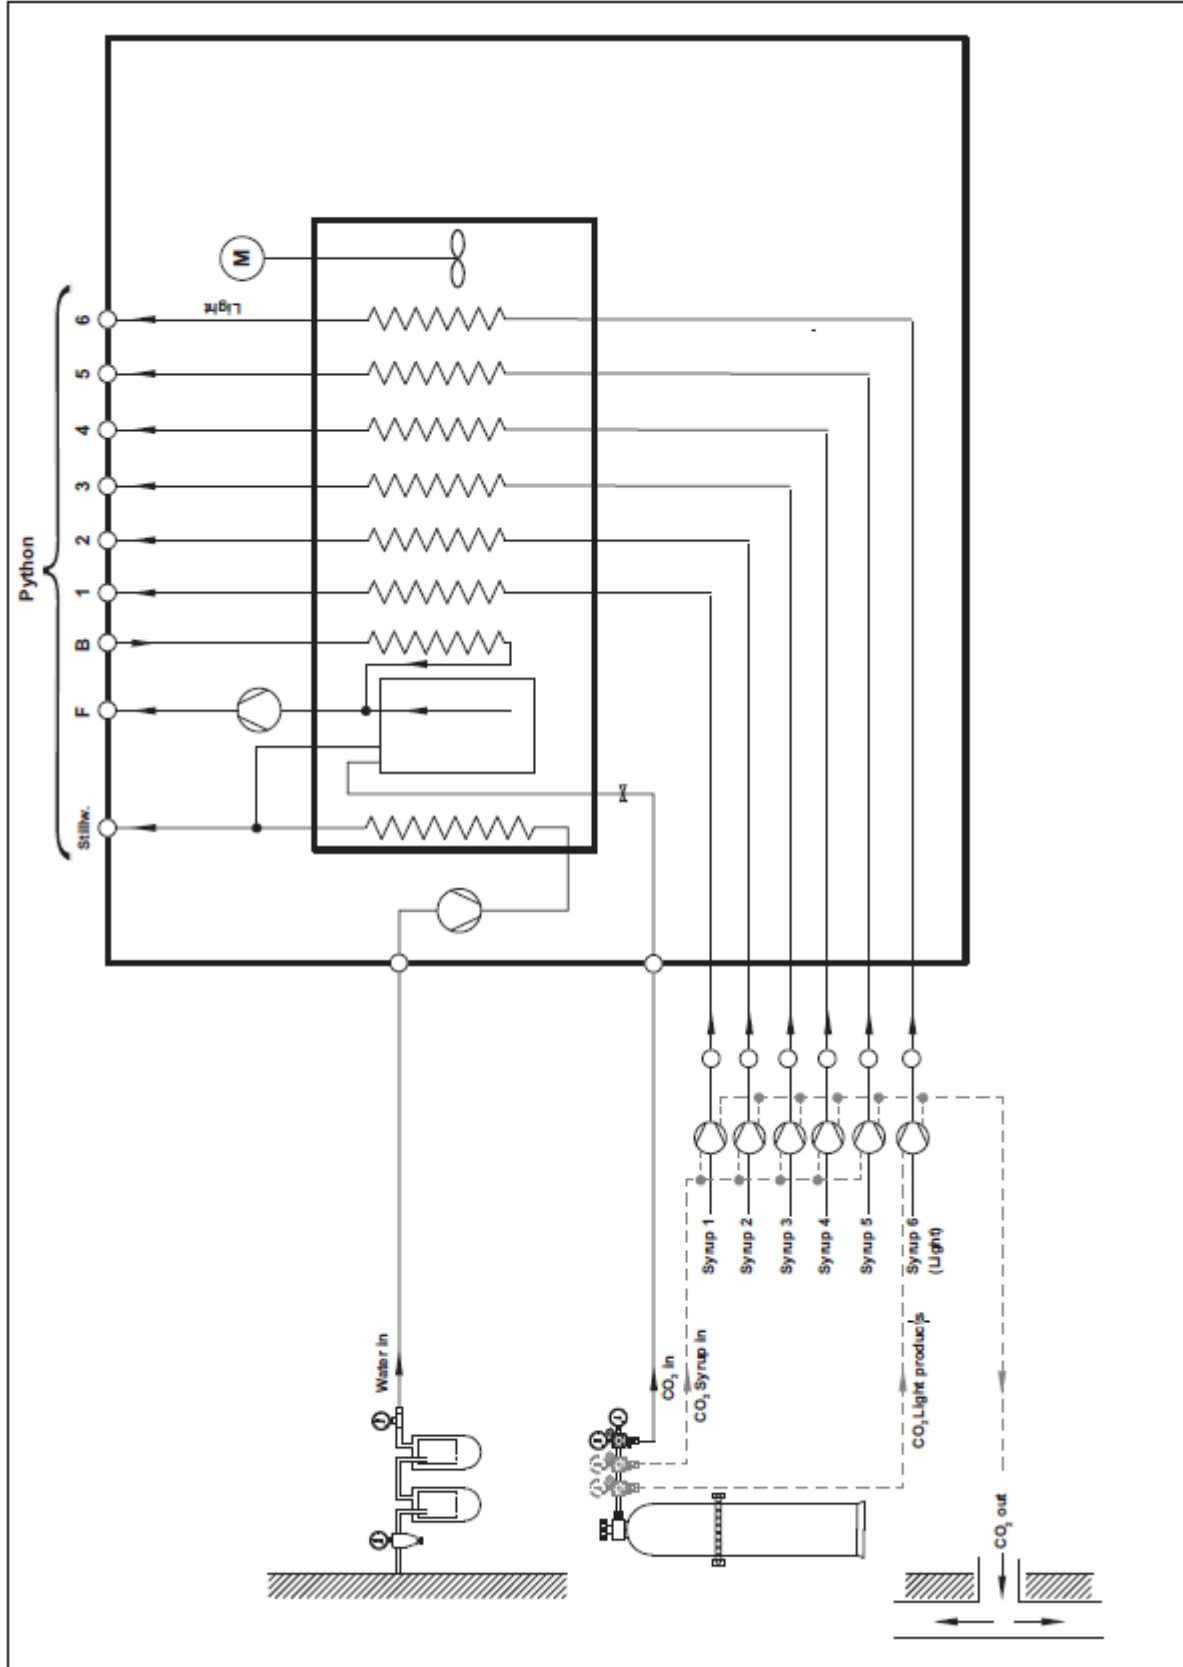 Python
Stillw.
F
B
1
2
3
4
5
6
Light
M
Water in
CO₂ in
CO₂ Syrup in
CO₂ Light products
CO₂ out
Syrup 1
Syrup 2
Syrup 3
Syrup 4
Syrup 5
Syrup 6
(Light)